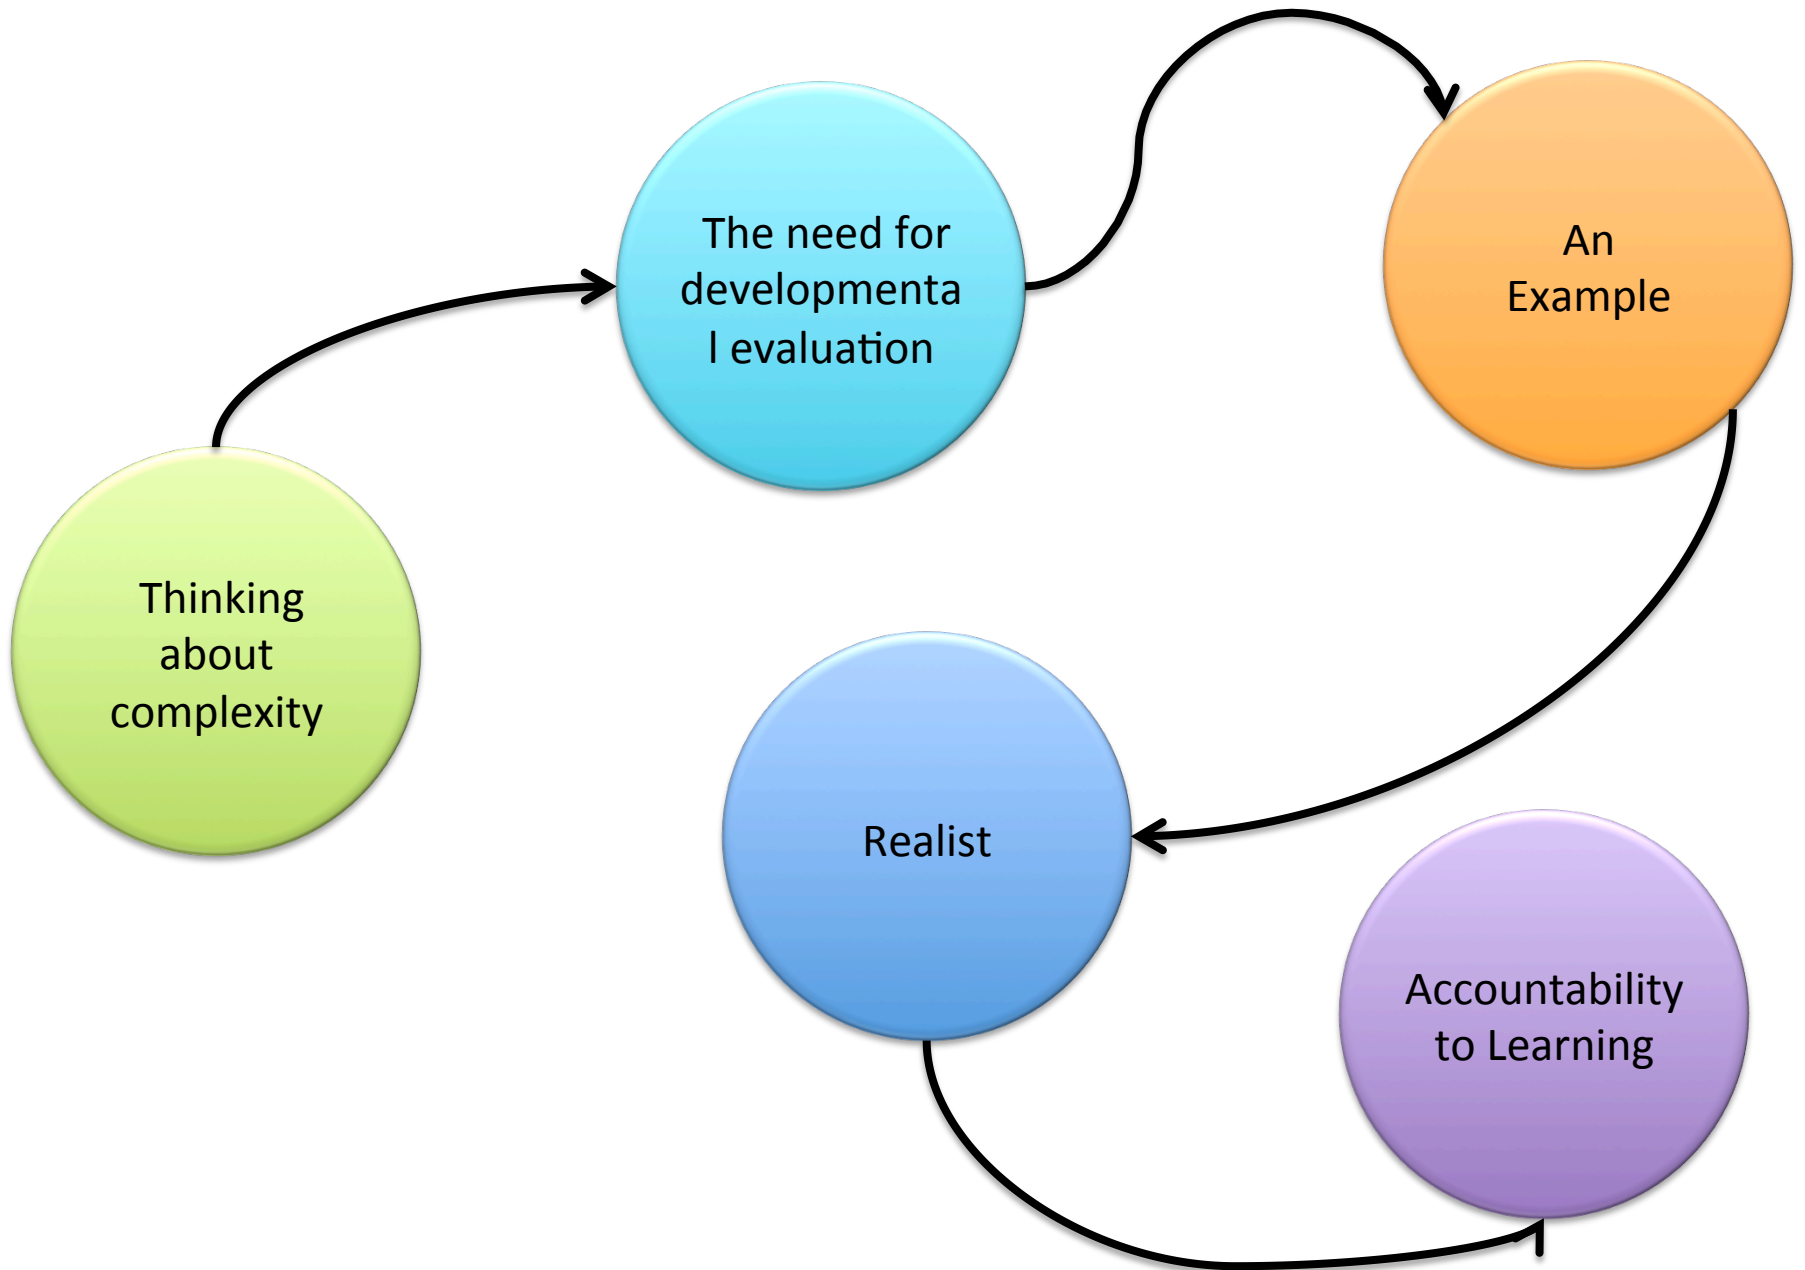 Thinking
about
complexity
The need for
developmenta
l evaluation
An
Example
Realist
Accountability
to Learning